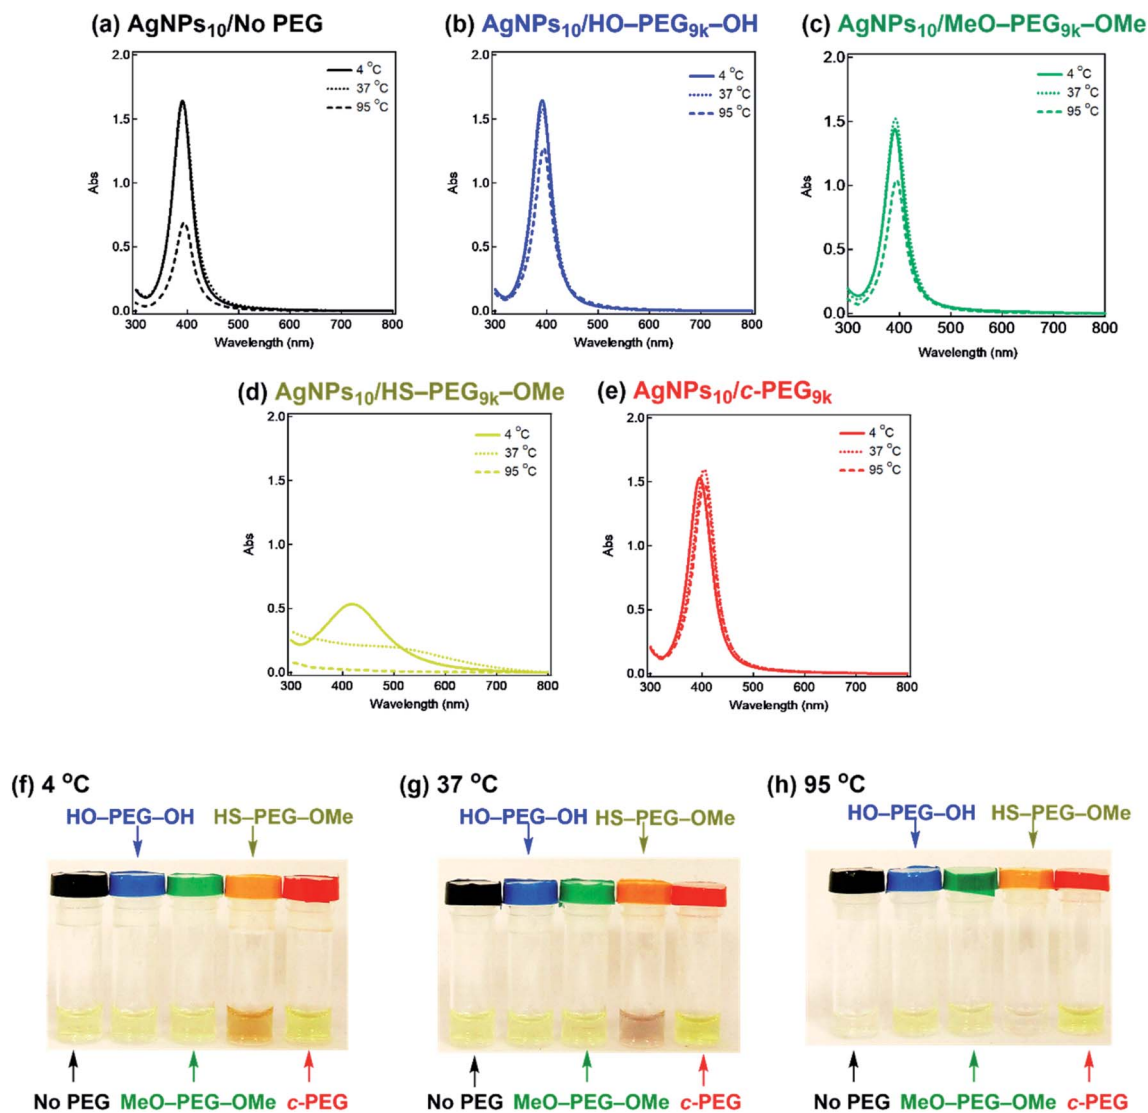 (a) AgNPs₁₀/No PEG
2.0
1.5
1.0
0.5
0.0
Abs
4 °C
37 °C
95 °C
300 400 500 600 700 800
Wavelength (nm)
(b) AgNPs₁₀/HO–PEG₉ₖ–OH
2.0
1.5
1.0
0.5
0.0
Abs
4 °C
37 °C
95 °C
300 400 500 600 700 800
Wavelength (nm)
(c) AgNPs₁₀/MeO–PEG₉ₖ–OMe
2.0
1.5
1.0
0.5
0.0
Abs
4 °C
37 °C
95 °C
300 400 500 600 700 800
Wavelength (nm)
(d) AgNPs₁₀/HS–PEG₉ₖ–OMe
2.0
1.5
1.0
0.5
0.0
Abs
4 °C
37 °C
95 °C
300 400 500 600 700 800
Wavelength (nm)
(e) AgNPs₁₀/c-PEG₉ₖ
2.0
1.5
1.0
0.5
0.0
Abs
4 °C
37 °C
95 °C
300 400 500 600 700 800
Wavelength (nm)
(f) 4 °C
HO–PEG–OH HS–PEG–OMe
No PEG MeO–PEG–OMe c-PEG
(g) 37 °C
HO–PEG–OH HS–PEG–OMe
No PEG MeO–PEG–OMe c-PEG
(h) 95 °C
HO–PEG–OH HS–PEG–OMe
No PEG MeO–PEG–OMe c-PEG